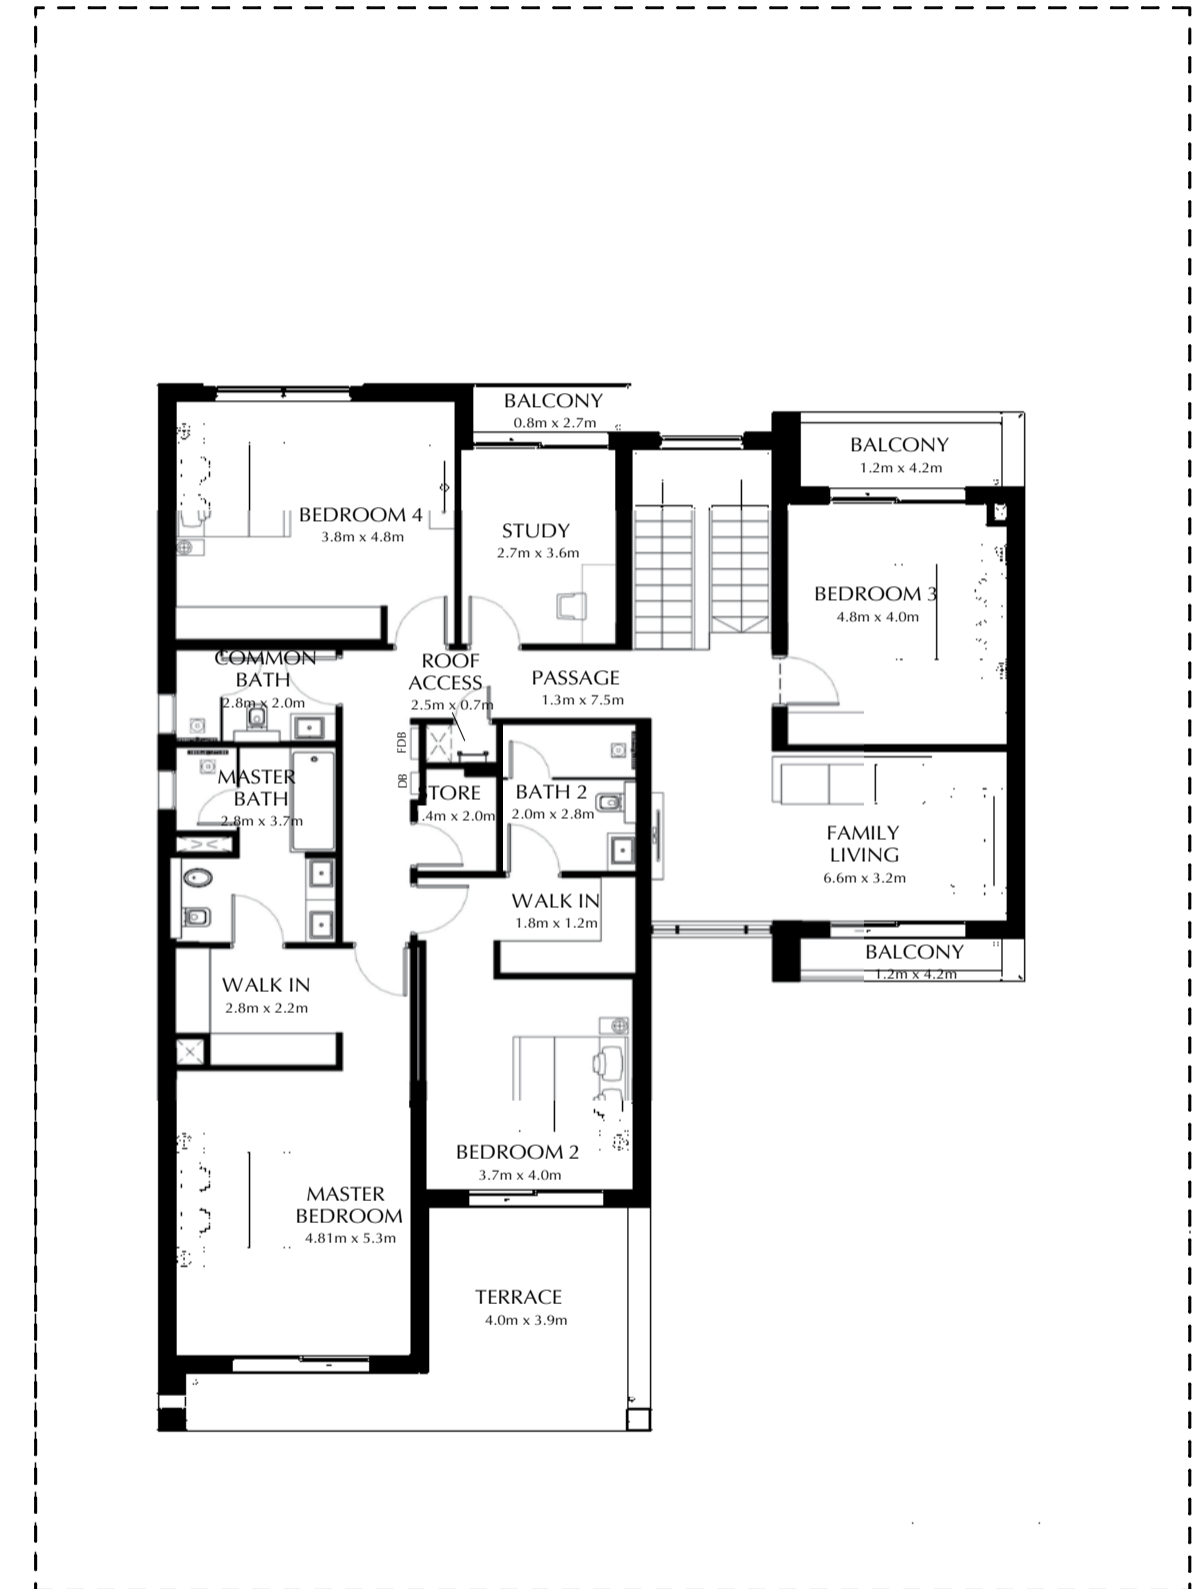 BALCONY
0.8m x 2.7m
BALCONY
1.2m x 4.2m
BEDROOM 4
3.8m x 4.8m
STUDY
2.7m x 3.6m
BEDROOM 3
4.8m x 4.0m
COMMON
BATH
2.8m x 2.0m
ROOF
ACCESS
2.5m x 0.7m
PASSAGE
1.3m x 7.5m
FDB
DB
MASTER
BATH
2.8m x 3.7m
STORE
.4m x 2.0m
BATH 2
2.0m x 2.8m
FAMILY
LIVING
6.6m x 3.2m
WALK IN
1.8m x 1.2m
BALCONY
1.2m x 4.2m
WALK IN
2.8m x 2.2m
BEDROOM 2
3.7m x 4.0m
MASTER
BEDROOM
4.81m x 5.3m
TERRACE
4.0m x 3.9m